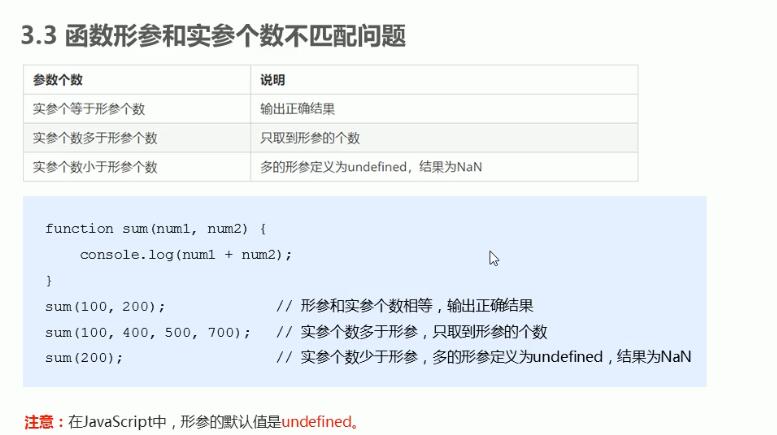 3.3 函数形参和实参个数不匹配问题
参数个数 说明
实参个等于形参个数 输出正确结果
实参个数多于形参个数 只取到形参的个数
实参个数小于形参个数 多的形参定义为undefined，结果为NaN
function sum(num1, num2) {
console.log(num1 + num2);
}
sum(100, 200); // 形参和实参个数相等，输出正确结果
sum(100, 400, 500, 700); // 实参个数多于形参，只取到形参的个数
sum(200); // 实参个数少于形参，多的形参定义为undefined，结果为NaN
注意：在JavaScript中，形参的默认值是undefined。